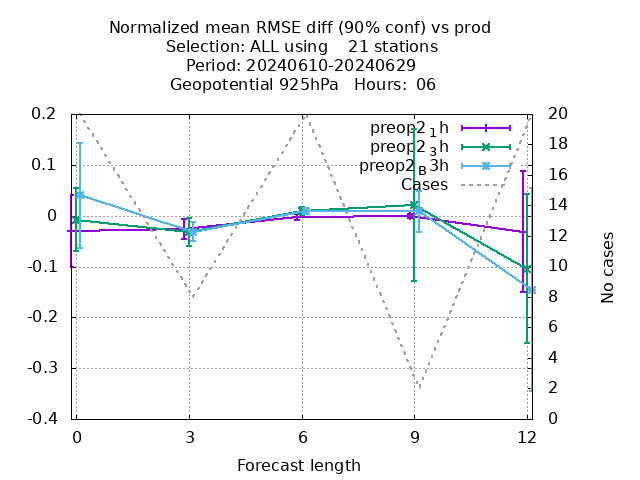 Normalized mean RMSE diff (90% conf) vs prod
Selection: ALL using    21 stations
Period: 20240610-20240629
Geopotential 925hPa   Hours:  06
preop2₁h
preop2₃h
preop2_B3h
Cases
0.2
0.1
0
-0.1
-0.2
-0.3
-0.4
20
18
16
14
12
10
8
6
4
2
0
No cases
0 3 6 9 12
Forecast length